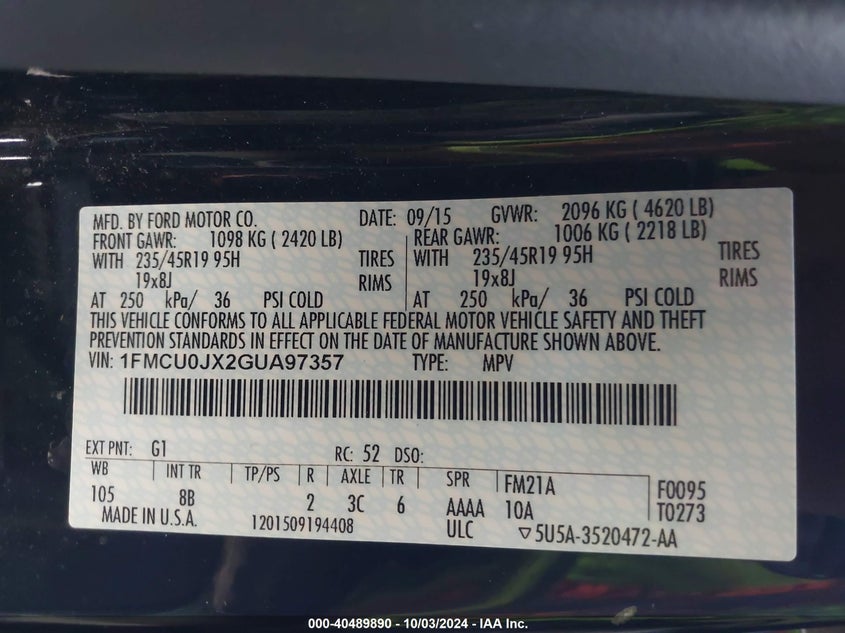 MFD. BY FORD MOTOR CO. DATE: 09/15 GVWR: 2096 KG ( 4620 LB)
FRONT GAWR: 1098 KG ( 2420 LB) REAR GAWR: 1006 KG ( 2218 LB)
WITH 235/45R19 95H TIRES WITH 235/45R19 95H TIRES
19x8J RIMS 19x8J RIMS
AT 250 kPa/ 36 PSI COLD AT 250 kPa/ 36 PSI COLD
THIS VEHICLE CONFORMS TO ALL APPLICABLE FEDERAL MOTOR VEHICLE SAFETY AND THEFT
PREVENTION STANDARDS IN EFFECT ON THE DATE OF MANUFACTURE SHOWN ABOVE.
VIN: 1FMCU0JX2GUA97357 TYPE: MPV
EXT PNT: G1 RC: 52 DSO:
WB INT TR TP/PS R AXLE TR SPR FM21A F0095
105 8B 2 3C 6 AAAA 10A T0273
MADE IN U.S.A. 1201509194408 ULC ▽5U5A-3520472-AA
000-40489890 - 10/03/2024 - IAA Inc.